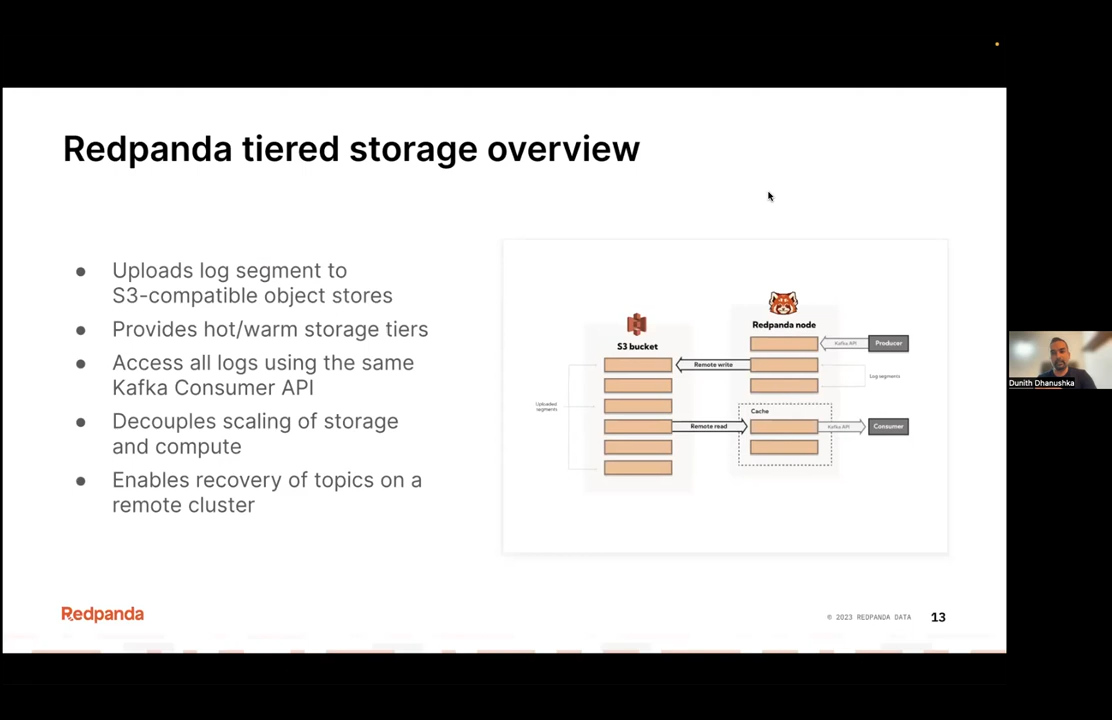 Redpanda tiered storage overview
● Uploads log segment to
S3-compatible object stores
● Provides hot/warm storage tiers
● Access all logs using the same
Kafka Consumer API
● Decouples scaling of storage
and compute
● Enables recovery of topics on a
remote cluster
S3 bucket
Uploaded
segments
Remote write
Remote read
Redpanda node
Kafka API
Producer
Log segments
Cache
Kafka API
Consumer
Dunith Dhanushka
Redpanda
© 2023 REDPANDA DATA
13